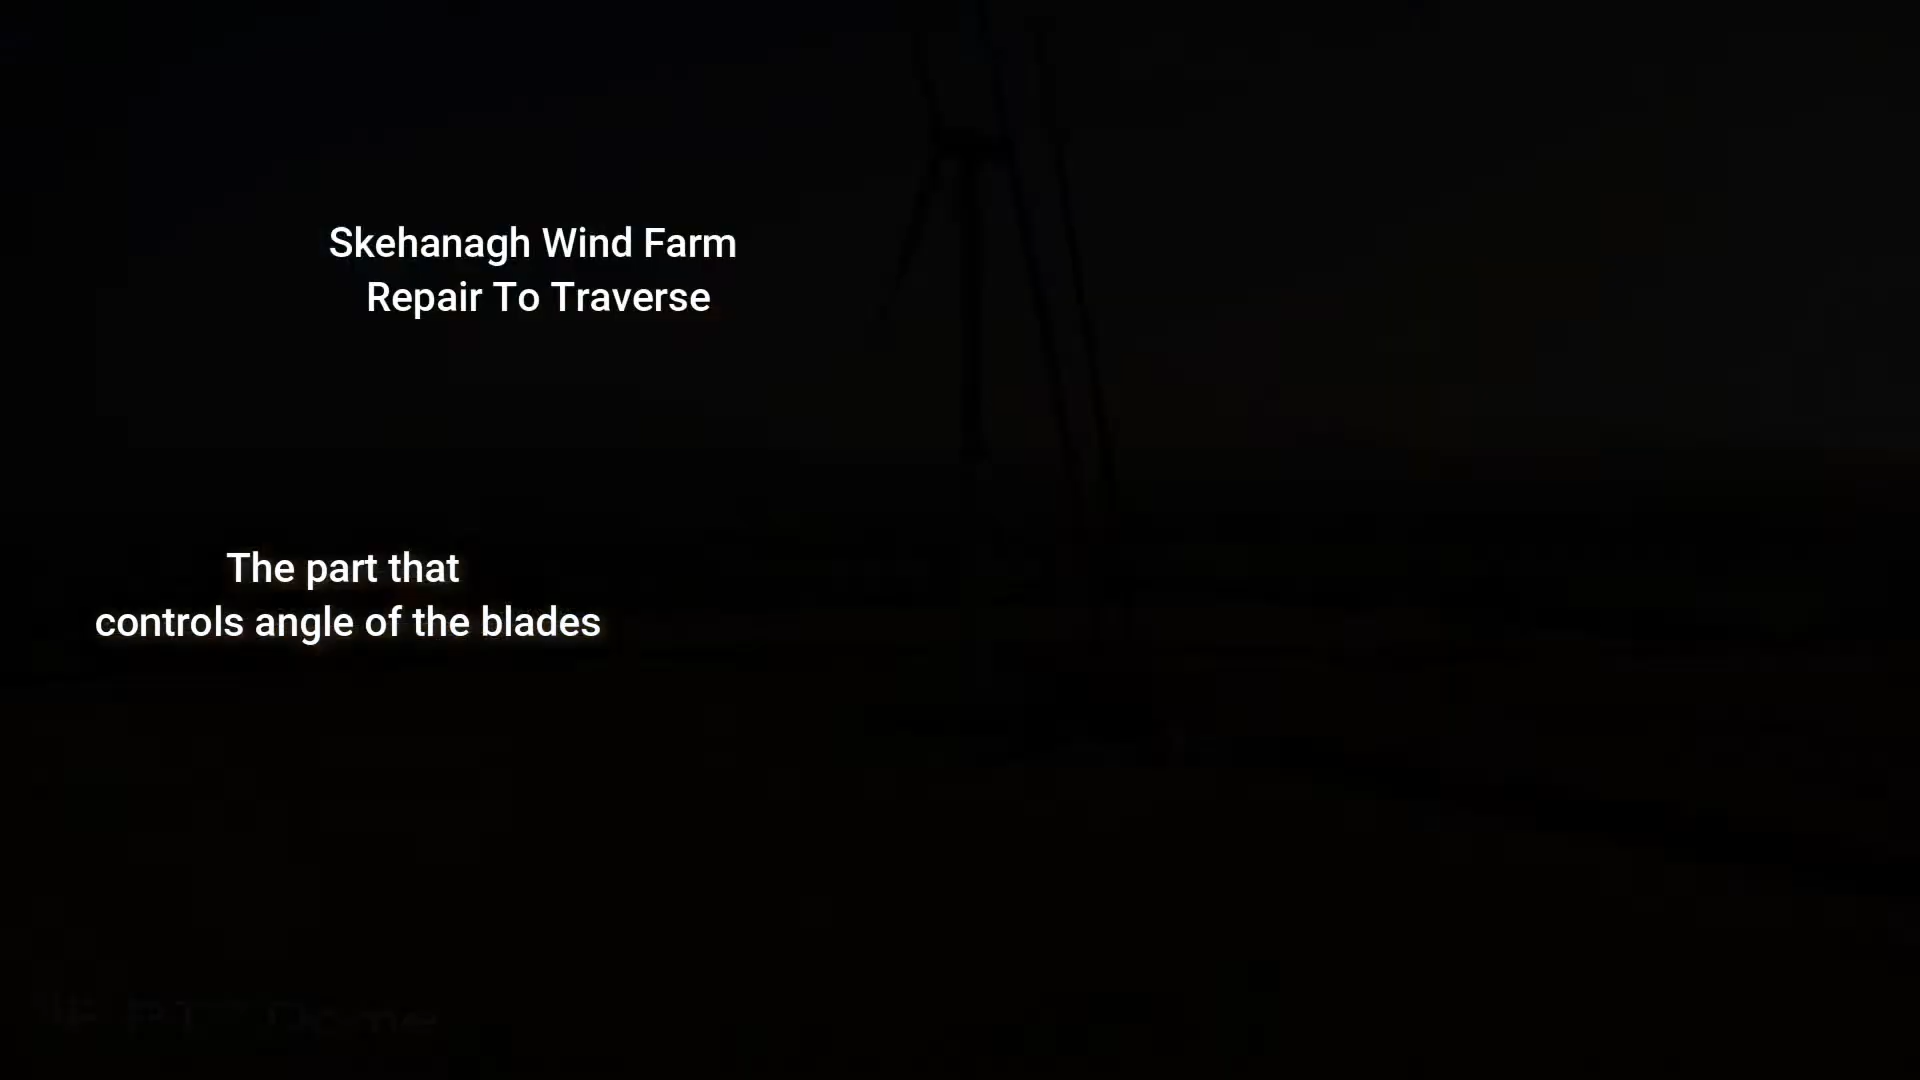 Skehanagh Wind Farm
Repair To Traverse
The part that
controls angle of the blades